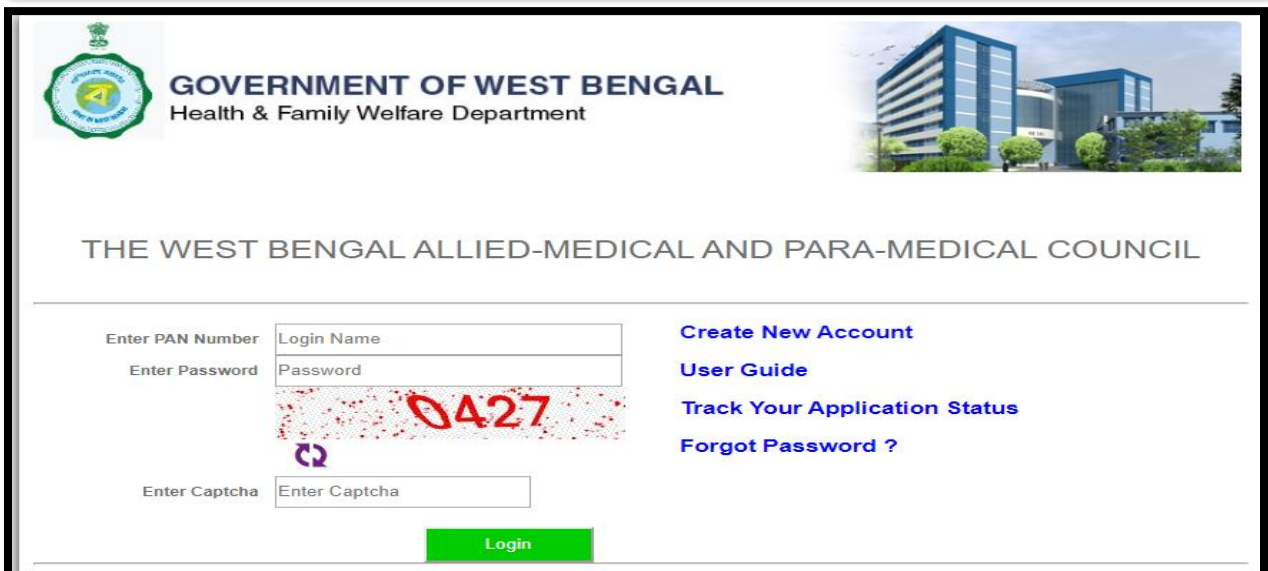 GOVERNMENT OF WEST BENGAL
Health & Family Welfare Department
THE WEST BENGAL ALLIED-MEDICAL AND PARA-MEDICAL COUNCIL
Enter PAN Number Login Name
Enter Password Password
0427
Enter Captcha Enter Captcha
Login
Create New Account
User Guide
Track Your Application Status
Forgot Password ?